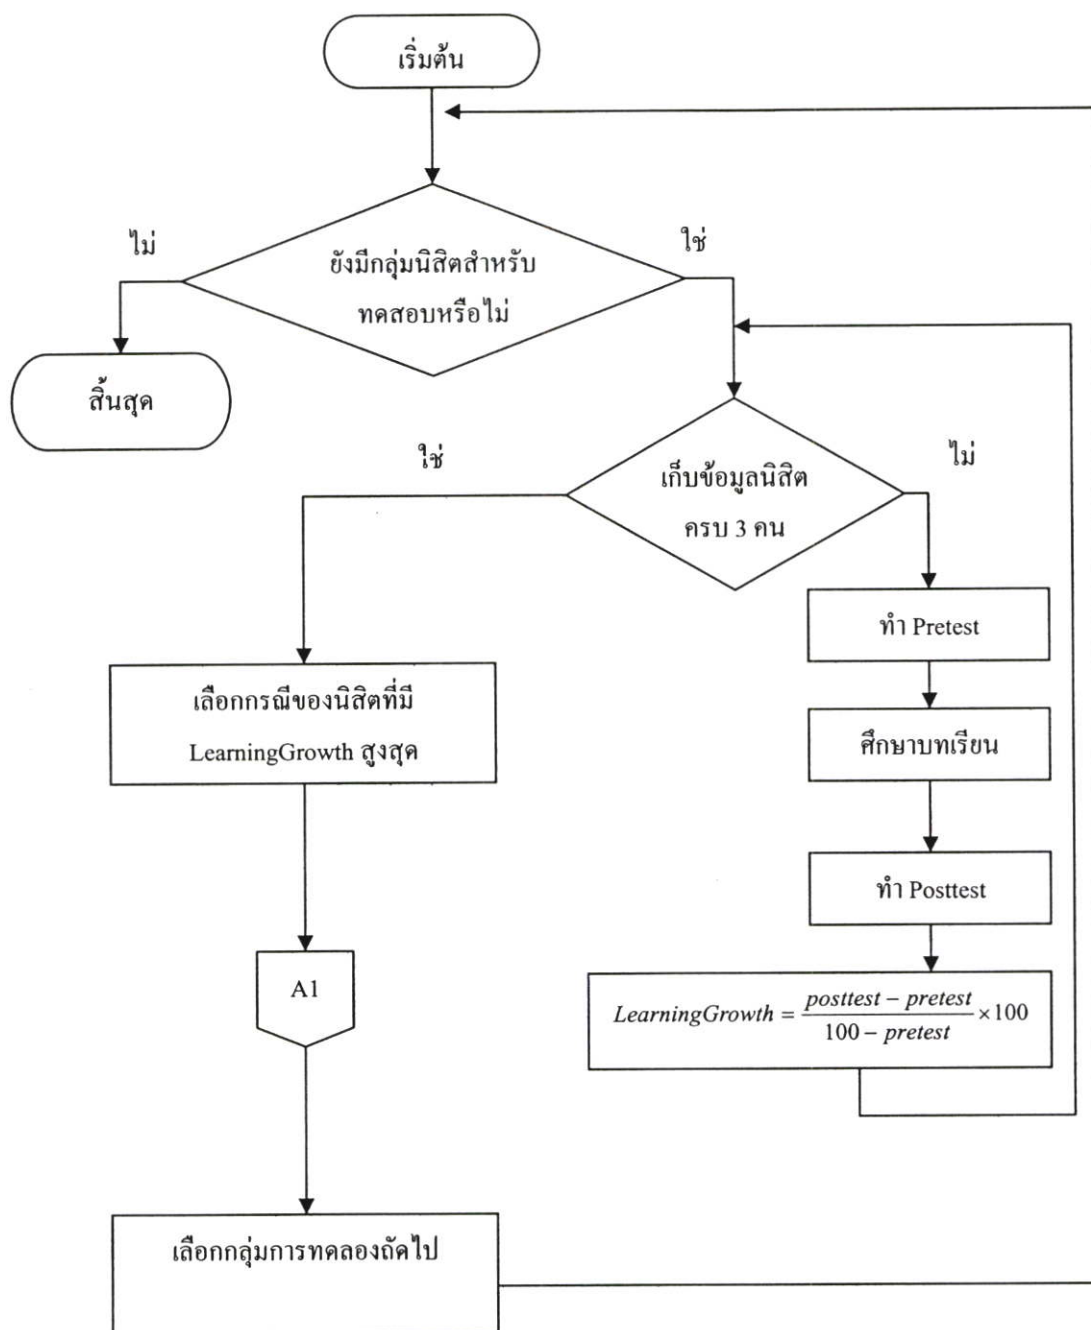 เริ่มต้น
ไม่
ใช่
ยังมีกลุ่มนิสิตสำหรับ
ทดสอบหรือไม่
สิ้นสุด
ใช่
ไม่
เก็บข้อมูลนิสิต
ครบ 3 คน
ทำ Pretest
เลือกกรณีของนิสิตที่มี
LearningGrowth สูงสุด
ศึกษาบทเรียน
ทำ Posttest
A1
LearningGrowth = \frac{posttest - pretest}{100 - pretest} × 100
เลือกกลุ่มการทดลองถัดไป